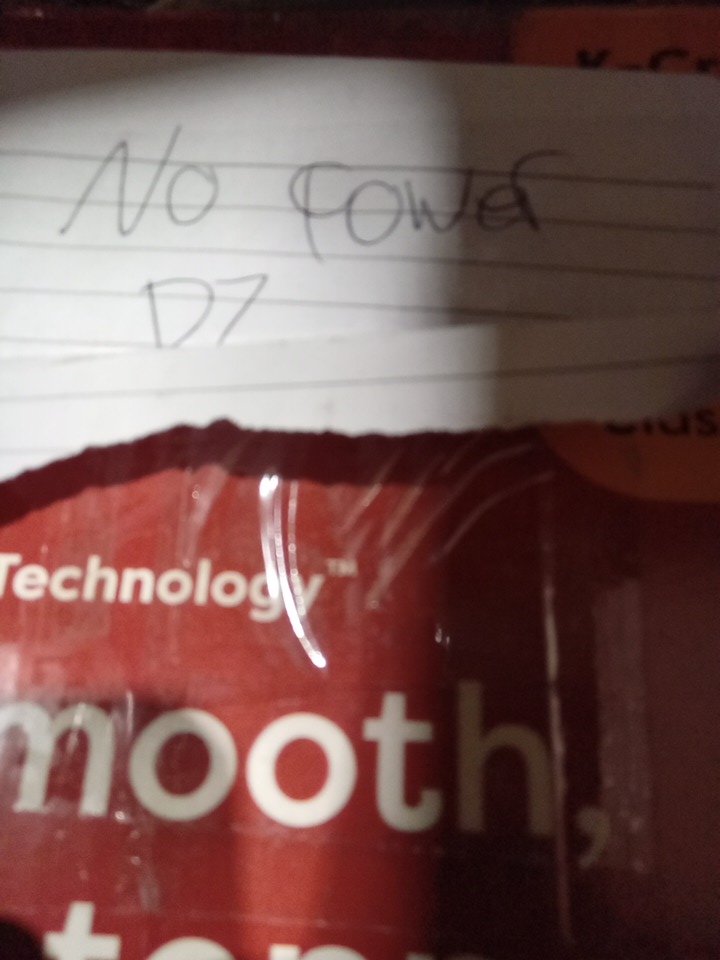 No Power
D7
Technology™
mooth,